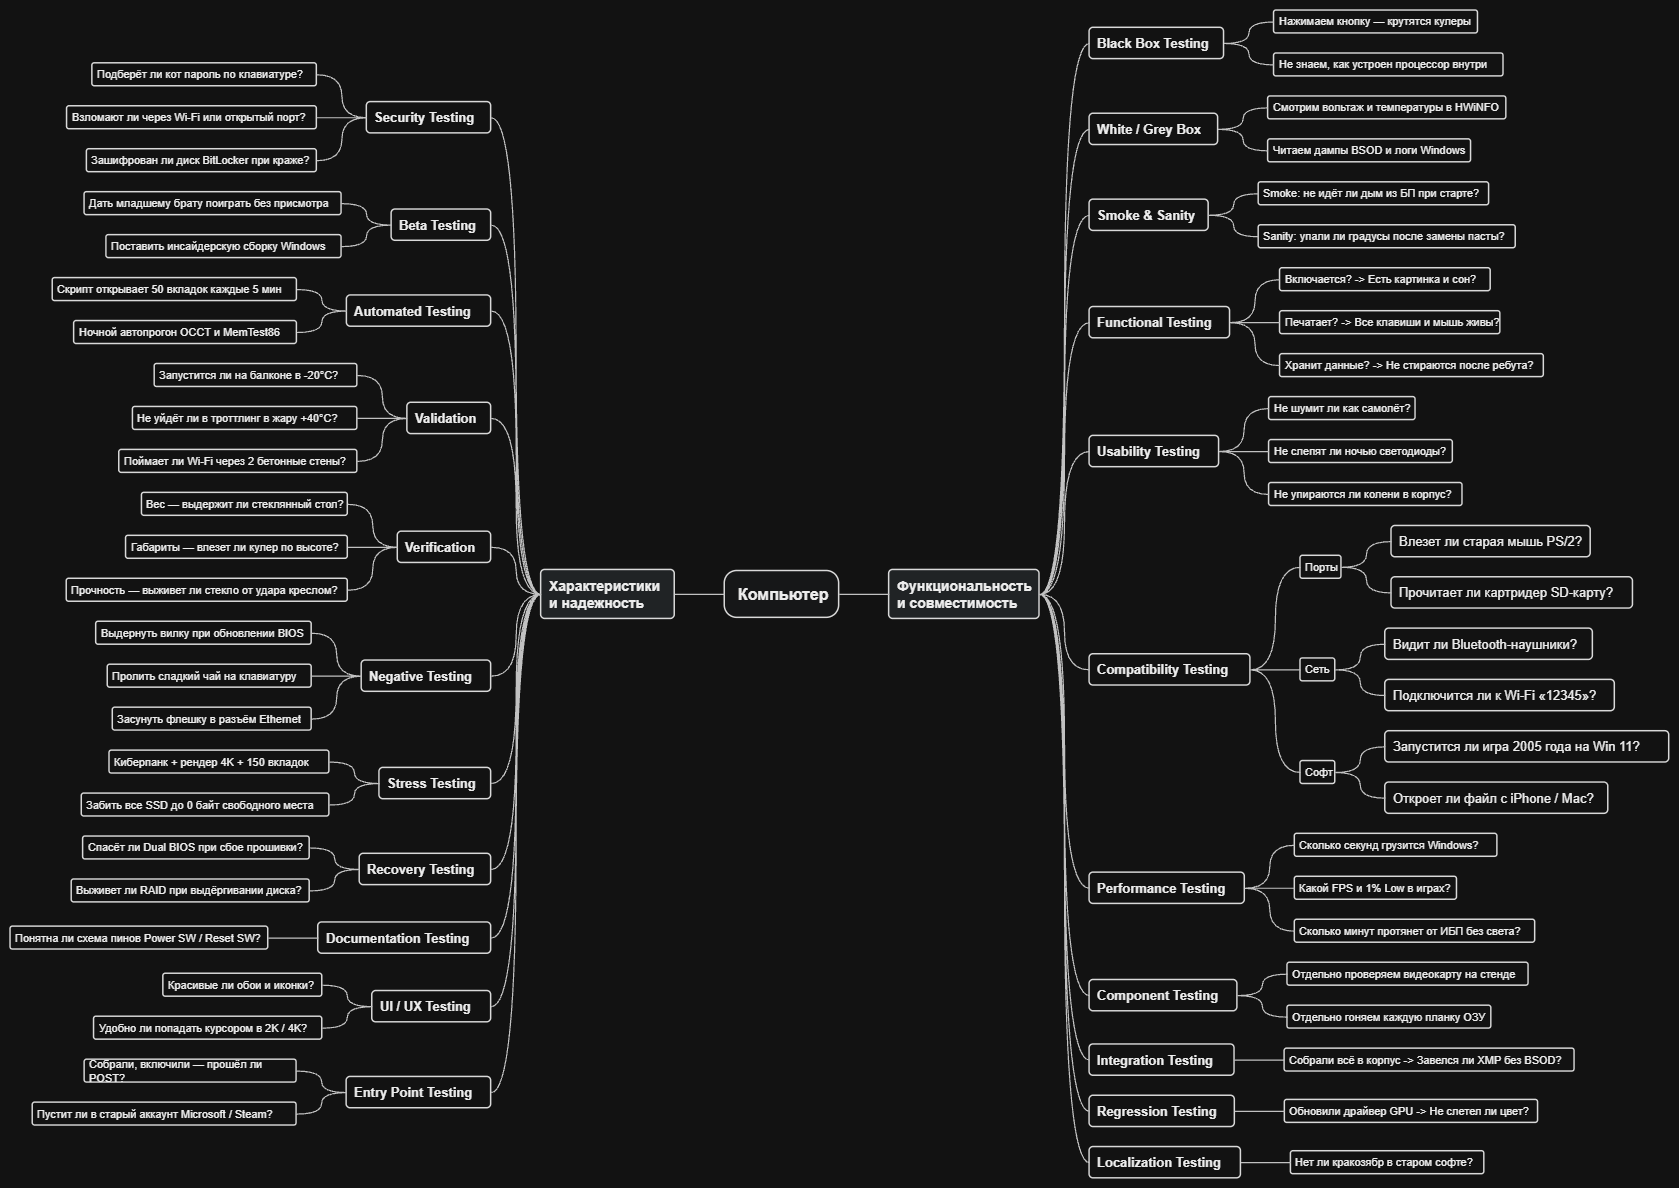 Компьютер
Характеристики
и надежность
Security Testing
Подберёт ли кот пароль по клавиатуре?
Взломают ли через Wi-Fi или открытый порт?
Зашифрован ли диск BitLocker при краже?
Beta Testing
Дать младшему брату поиграть без присмотра
Поставить инсайдерскую сборку Windows
Automated Testing
Скрипт открывает 50 вкладок каждые 5 мин
Ночной автопрогон OCCT и MemTest86
Validation
Запустится ли на балконе в -20°C?
Не уйдёт ли в троттлинг в жару +40°C?
Поймает ли Wi-Fi через 2 бетонные стены?
Verification
Вес — выдержит ли стеклянный стол?
Габариты — влезет ли кулер по высоте?
Прочность — выживет ли стекло от удара креслом?
Negative Testing
Выдернуть вилку при обновлении BIOS
Пролить сладкий чай на клавиатуру
Засунуть флешку в разъём Ethernet
Stress Testing
Киберпанк + рендер 4K + 150 вкладок
Забить все SSD до 0 байт свободного места
Recovery Testing
Спасёт ли Dual BIOS при сбое прошивки?
Выживет ли RAID при выдёргивании диска?
Documentation Testing
Понятна ли схема пинов Power SW / Reset SW?
UI / UX Testing
Красивые ли обои и иконки?
Удобно ли попадать курсором в 2K / 4K?
Entry Point Testing
Собрали, включили — прошёл ли
POST?
Пустит ли в старый аккаунт Microsoft / Steam?
Функциональность
и совместимость
Black Box Testing
Нажимаем кнопку — крутятся кулеры
Не знаем, как устроен процессор внутри
White / Grey Box
Смотрим вольтаж и температуры в HWiNFO
Читаем дампы BSOD и логи Windows
Smoke & Sanity
Smoke: не идёт ли дым из БП при старте?
Sanity: упали ли градусы после замены пасты?
Functional Testing
Включается? -> Есть картинка и сон?
Печатает? -> Все клавиши и мышь живы?
Хранит данные? -> Не стираются после ребута?
Usability Testing
Не шумит ли как самолёт?
Не слепят ли ночью светодиоды?
Не упираются ли колени в корпус?
Compatibility Testing
Порты
Влезет ли старая мышь PS/2?
Прочитает ли картридер SD-карту?
Сеть
Видит ли Bluetooth-наушники?
Подключится ли к Wi-Fi «12345»?
Софт
Запустится ли игра 2005 года на Win 11?
Откроет ли файл с iPhone / Mac?
Performance Testing
Сколько секунд грузится Windows?
Какой FPS и 1% Low в играх?
Сколько минут протянет от ИБП без света?
Component Testing
Отдельно проверяем видеокарту на стенде
Отдельно гоняем каждую планку ОЗУ
Integration Testing
Собрали всё в корпус -> Завелся ли XMP без BSOD?
Regression Testing
Обновили драйвер GPU -> Не слетел ли цвет?
Localization Testing
Нет ли кракозябр в старом софте?